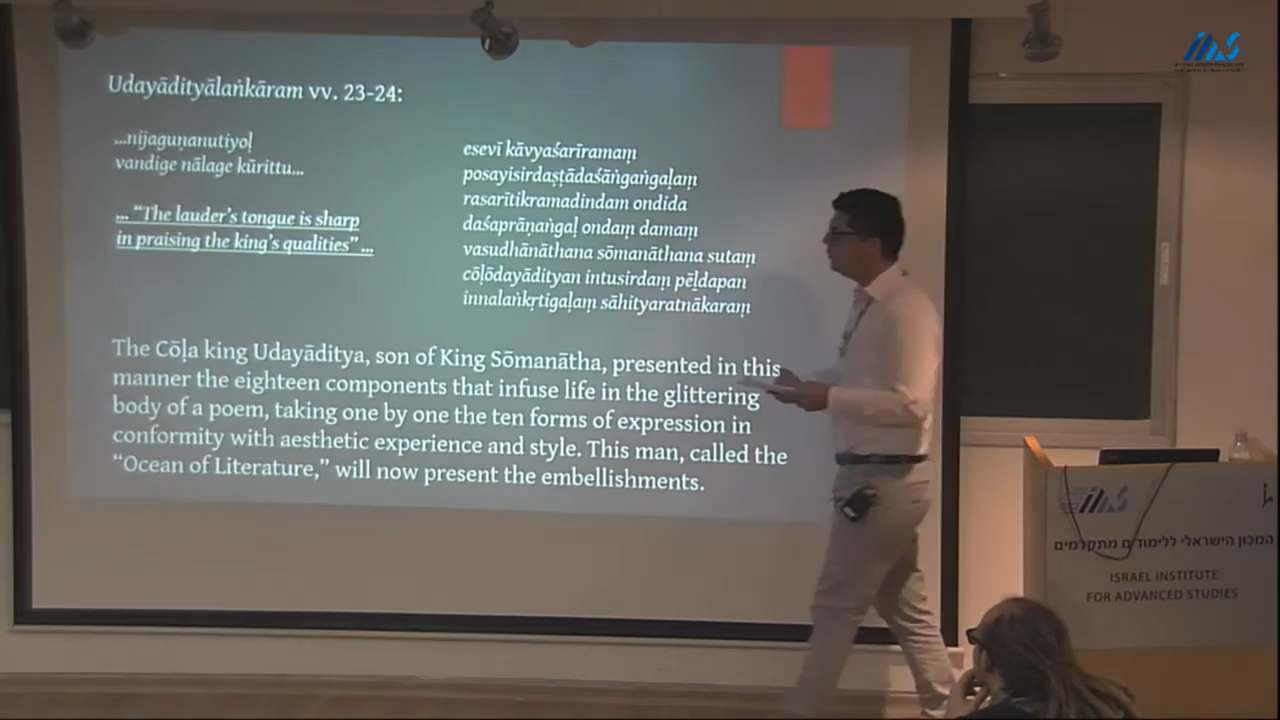 Udayādityālaṅkāram vv. 23-24:
...nijaguṇanutiyoḷ
vandige nālage kūrittu...
... “The lauder’s tongue is sharp
in praising the king’s qualities” ...
esevī kāvyaśarīramaṃ
posayisirdaṣṭādaśāṅgaṅgaḷaṃ
rasarītikramadindam ondida
daśaprāṇaṅgaḷ ondaṃ damaṃ
vasudhānāthana sōmanāthana sutaṃ
cōḷōdayādityan intusirdaṃ pēḻdapan
innalaṅkṛtigaḷaṃ sāhityaratnākaraṃ
The Cōḷa king Udayāditya, son of King Sōmanātha, presented in this
manner the eighteen components that infuse life in the glittering
body of a poem, taking one by one the ten forms of expression in
conformity with aesthetic experience and style. This man, called the
“Ocean of Literature,” will now present the embellishments.
iias
iias
המכון הישראלי ללימודים מתקדמים
ISRAEL INSTITUTE
FOR ADVANCED STUDIES